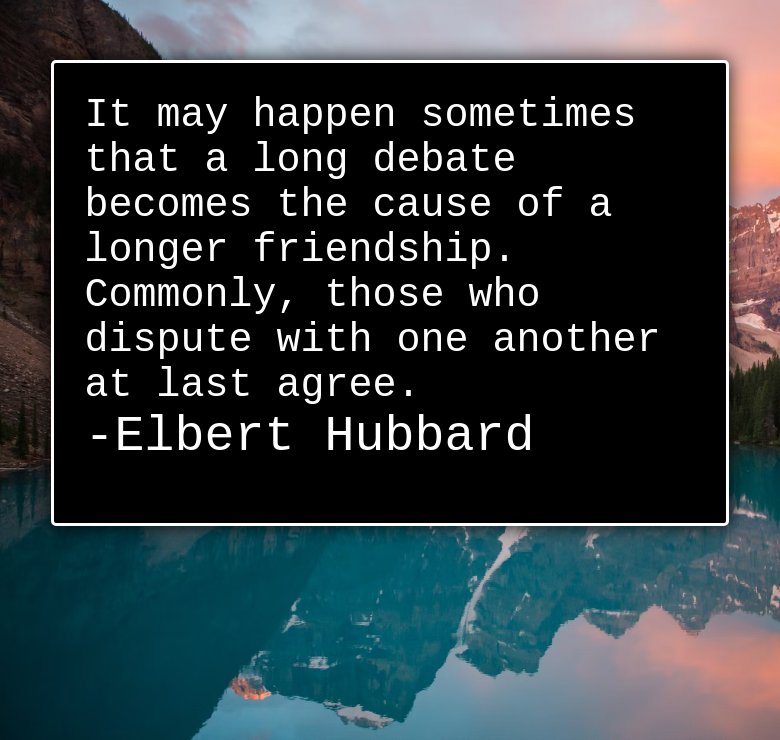 It may happen sometimes
that a long debate
becomes the cause of a
longer friendship.
Commonly, those who
dispute with one another
at last agree.
-Elbert Hubbard